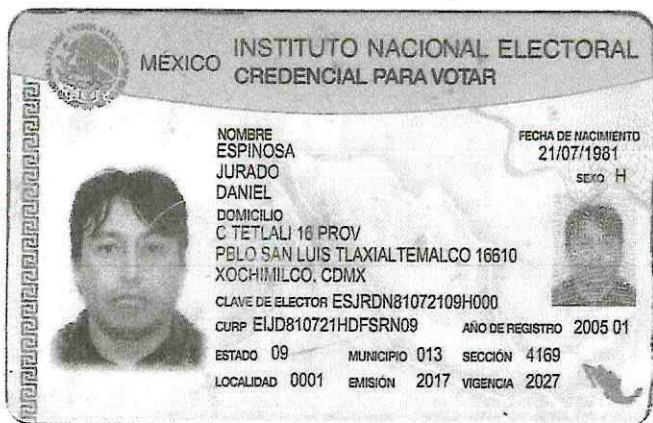 MÉXICO INSTITUTO NACIONAL ELECTORAL
CREDENCIAL PARA VOTAR
NOMBRE
ESPINOSA
JURADO
DANIEL
FECHA DE NACIMIENTO
21/07/1981
SEXO H
DOMICILIO
C TETLALI 16 PROV
PBLO SAN LUIS TLAXIALTEMALCO 16610
XOCHIMILCO, CDMX
CLAVE DE ELECTOR ESJRDN81072109H000
CURP EIJD810721HDFSRN09 AÑO DE REGISTRO 2005 01
ESTADO 09 MUNICIPIO 013 SECCIÓN 4169
LOCALIDAD 0001 EMISIÓN 2017 VIGENCIA 2027